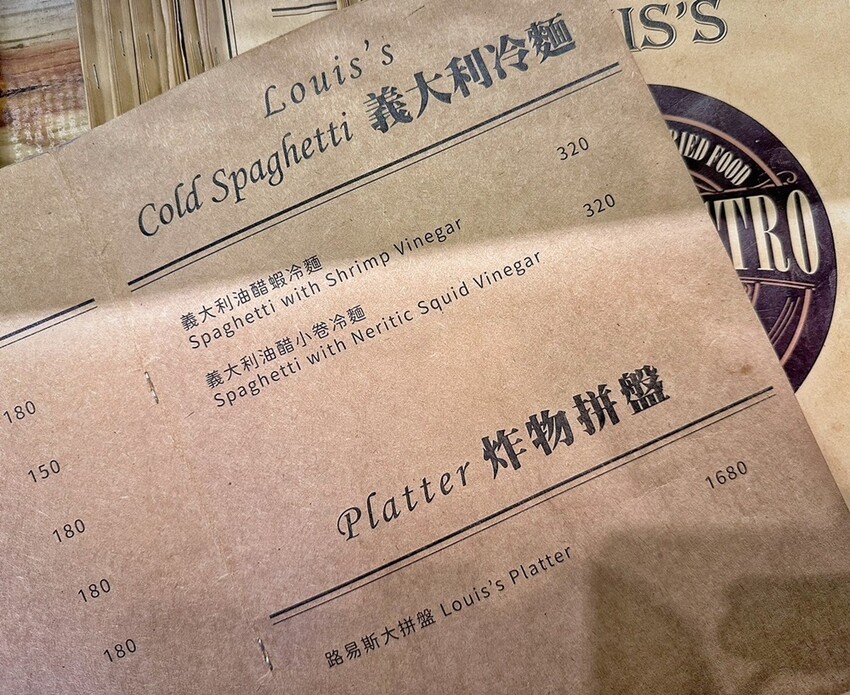 Louis's
Cold Spaghetti 義大利冷麵
義大利油醋蝦冷麵 320
Spaghetti with Shrimp Vinegar
義大利油醋小卷冷麵 320
Spaghetti with Neritic Squid Vinegar
Platter 炸物拼盤
路易斯大拼盤 Louis's Platter 1680
180
150
180
180
180
IS'S
FOOD